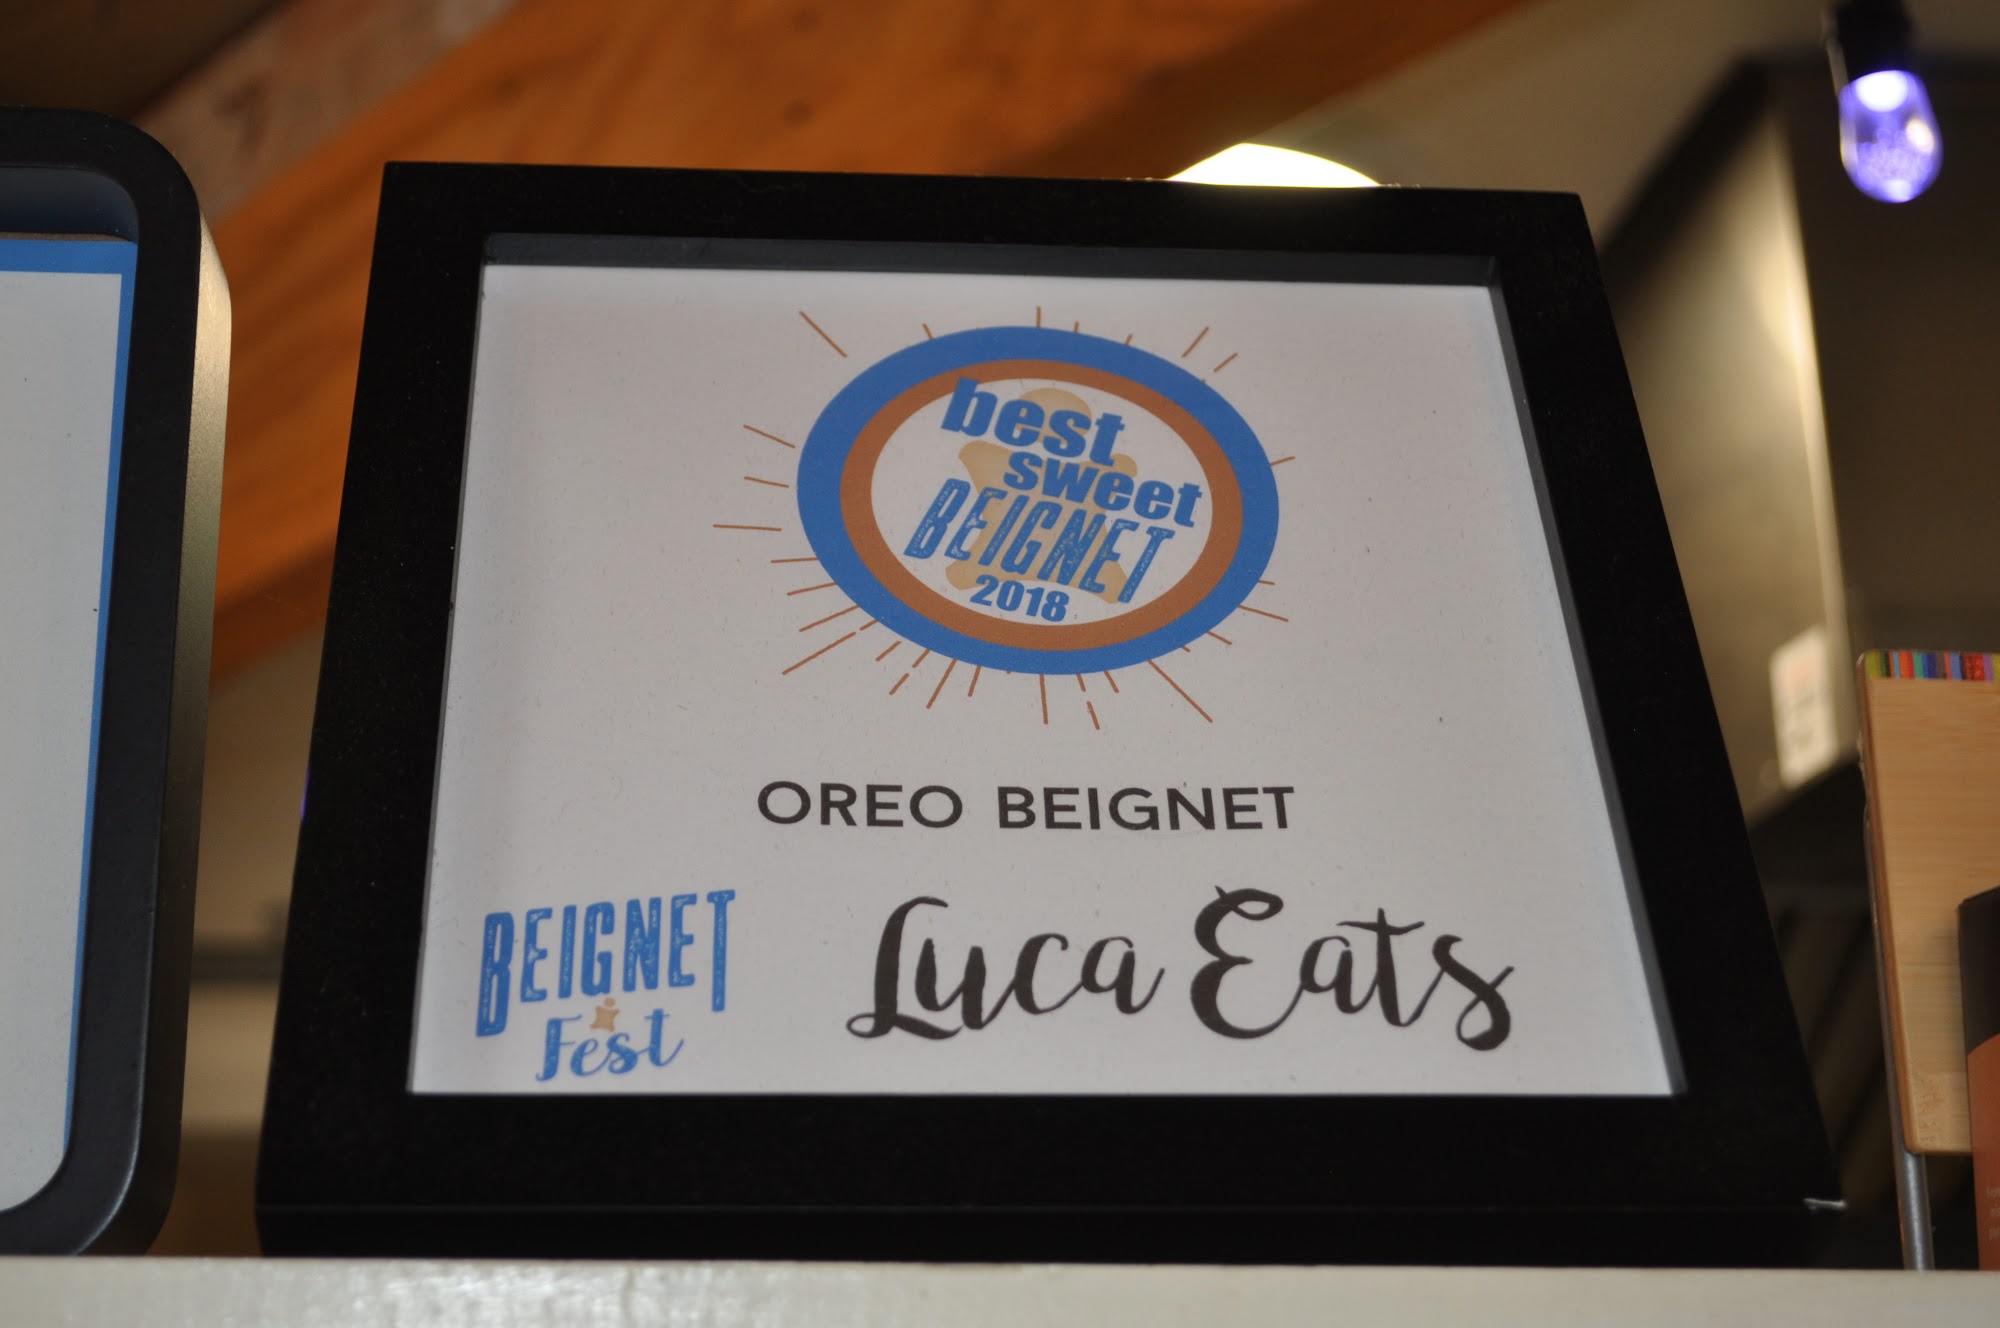 best
sweet
BEIGNET
2018
OREO BEIGNET
BEIGNET
Fest
Luca Eats